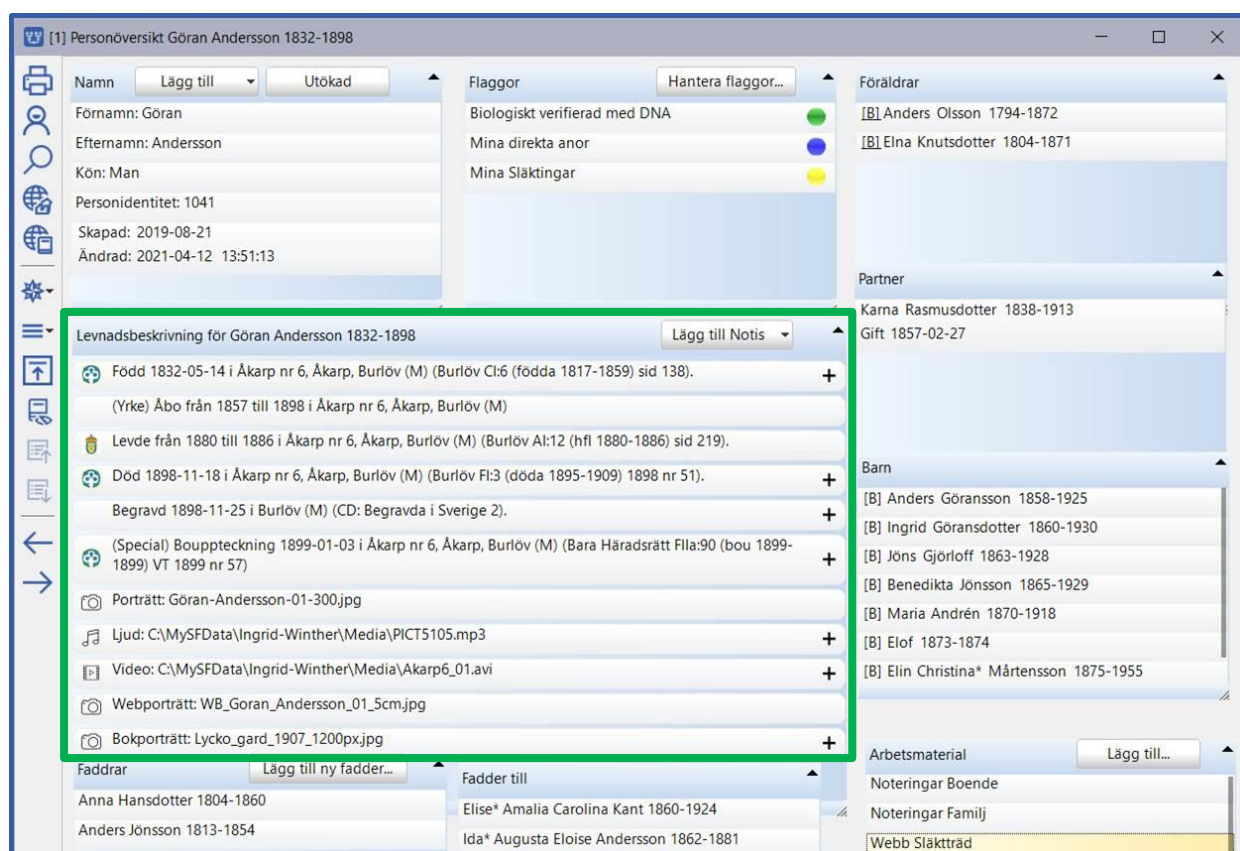 [1] Personöversikt Göran Andersson 1832-1898
Namn
Lägg till
Utökad
Förnamn: Göran
Efternamn: Andersson
Kön: Man
Personidentitet: 1041
Skapad: 2019-08-21
Ändrad: 2021-04-12 13:51:13
Flaggor
Hantera flaggor...
Biologiskt verifierad med DNA
Mina direkta anor
Mina Släktingar
Föräldrar
[B] Anders Olsson 1794-1872
[B] Elna Knutsdotter 1804-1871
Partner
Karna Rasmusdotter 1838-1913
Gift 1857-02-27
Levnadsbeskrivning för Göran Andersson 1832-1898
Lägg till Notis
Född 1832-05-14 i Åkarp nr 6, Åkarp, Burlöv (M) (Burlöv CI:6 (födda 1817-1859) sid 138).
(Yrke) Åbo från 1857 till 1898 i Åkarp nr 6, Åkarp, Burlöv (M)
Levde från 1880 till 1886 i Åkarp nr 6, Åkarp, Burlöv (M) (Burlöv AI:12 (hfl 1880-1886) sid 219).
Död 1898-11-18 i Åkarp nr 6, Åkarp, Burlöv (M) (Burlöv FI:3 (döda 1895-1909) 1898 nr 51).
Begravd 1898-11-25 i Burlöv (M) (CD: Begravda i Sverige 2).
(Special) Bouppteckning 1899-01-03 i Åkarp nr 6, Åkarp, Burlöv (M) (Bara Häradsrätt FIIa:90 (bou 1899-
1899) VT 1899 nr 57)
Porträtt: Göran-Andersson-01-300.jpg
Ljud: C:\MySFData\Ingrid-Winther\Media\PICT5105.mp3
Video: C:\MySFData\Ingrid-Winther\Media\Akarp6_01.avi
Webporträtt: WB_Goran_Andersson_01_5cm.jpg
Bokporträtt: Lycko_gard_1907_1200px.jpg
Barn
[B] Anders Göransson 1858-1925
[B] Ingrid Göransdotter 1860-1930
[B] Jöns Gjörloff 1863-1928
[B] Benedikta Jönsson 1865-1929
[B] Maria Andrén 1870-1918
[B] Elof 1873-1874
[B] Elin Christina* Mårtensson 1875-1955
Faddrar
Lägg till ny fadder...
Anna Hansdotter 1804-1860
Anders Jönsson 1813-1854
Fadder till
Elise* Amalia Carolina Kant 1860-1924
Ida* Augusta Eloise Andersson 1862-1881
Arbetsmaterial
Lägg till...
Noteringar Boende
Noteringar Familj
Webb Släktträd